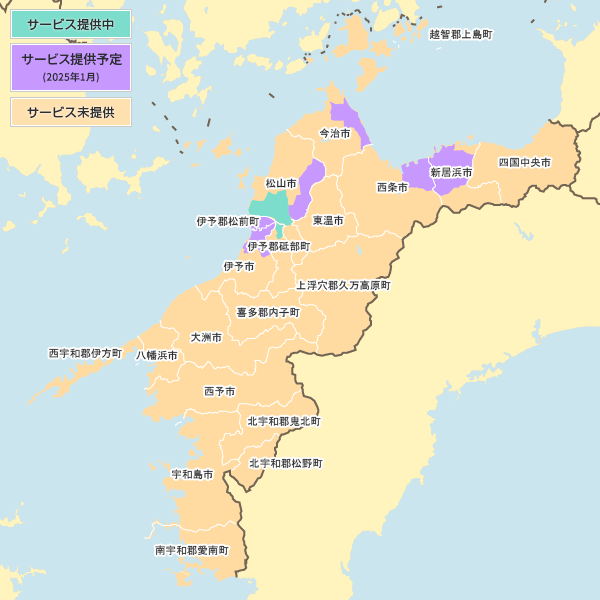 サービス提供中
サービス提供予定
(2025年1月)
サービス未提供
越智郡上島町
今治市
四国中央市
新居浜市
松山市
西条市
伊予郡松前町
東温市
伊予郡砥部町
伊予市
上浮穴郡久万高原町
喜多郡内子町
大洲市
西宇和郡伊方町
八幡浜市
西予市
北宇和郡鬼北町
北宇和郡松野町
宇和島市
南宇和郡愛南町